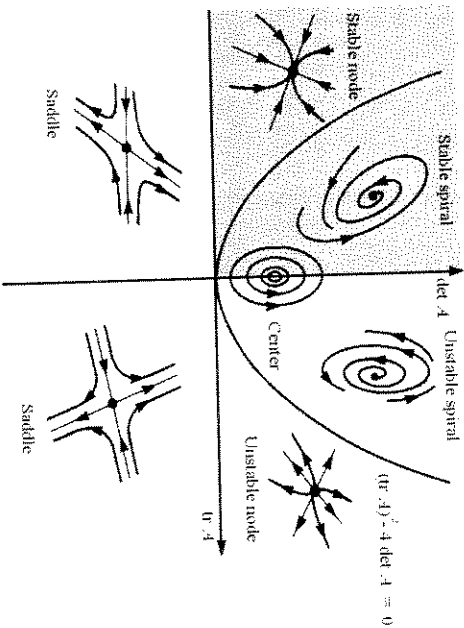 det A
Stable spiral
Unstable spiral
(tr A)² - 4 det A = 0
Stable node
Center
Unstable node
tr A
Saddle
Saddle